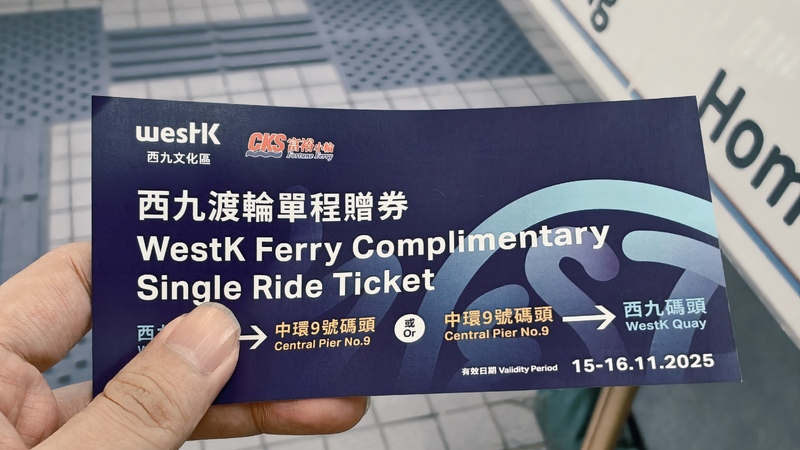 westK
西九文化區
CKS 富裕小輪
Fortune Ferry
西九渡輪單程贈券
WestK Ferry Complimentary
Single Ride Ticket
西 → 中環9號碼頭 或 中環9號碼頭 → 西九碼頭
Central Pier No.9 Or Central Pier No.9 WestK Quay
有效日期 Validity Period 15-16.11.2025
Hom